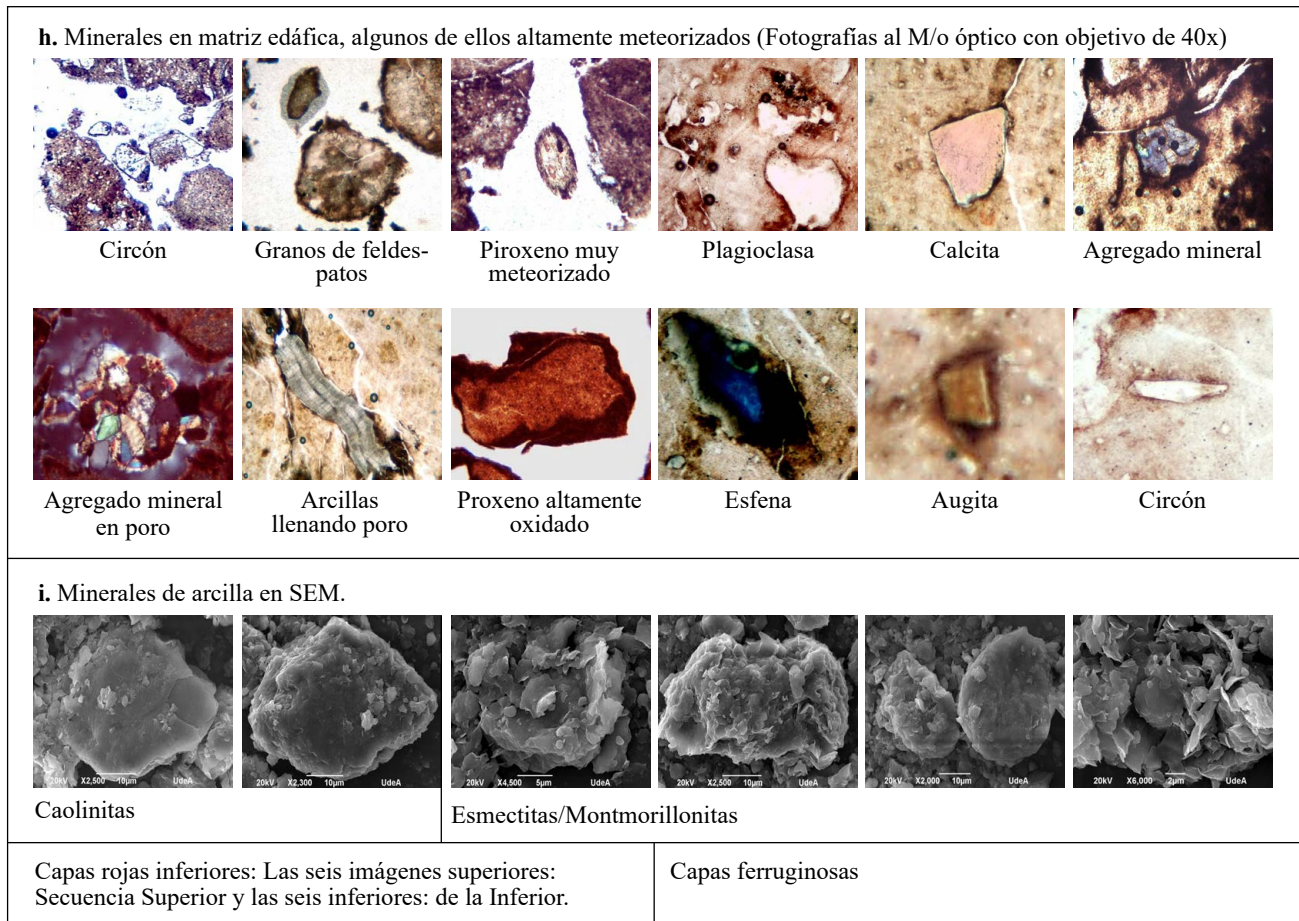 h. Minerales en matriz edáfica, algunos de ellos altamente meteorizados (Fotografías al M/o óptico con objetivo de 40x)
Circón
Granos de feldes-
patos
Piroxeno muy
meteorizado
Plagioclasa
Calcita
Agregado mineral
Agregado mineral
en poro
Arcillas
llenando poro
Proxeno altamente
oxidado
Esfena
Augita
Circón
i. Minerales de arcilla en SEM.
20kV X2,500 10µm UdeA
20kV X2,300 10µm UdeA
20kV X4,500 5µm UdeA
20kV X2,500 10µm UdeA
20kV X2,000 10µm UdeA
20kV X6,000 2µm UdeA
Caolinitas
Esmectitas/Montmorillonitas
Capas rojas inferiores: Las seis imágenes superiores:
Secuencia Superior y las seis inferiores: de la Inferior.
Capas ferruginosas